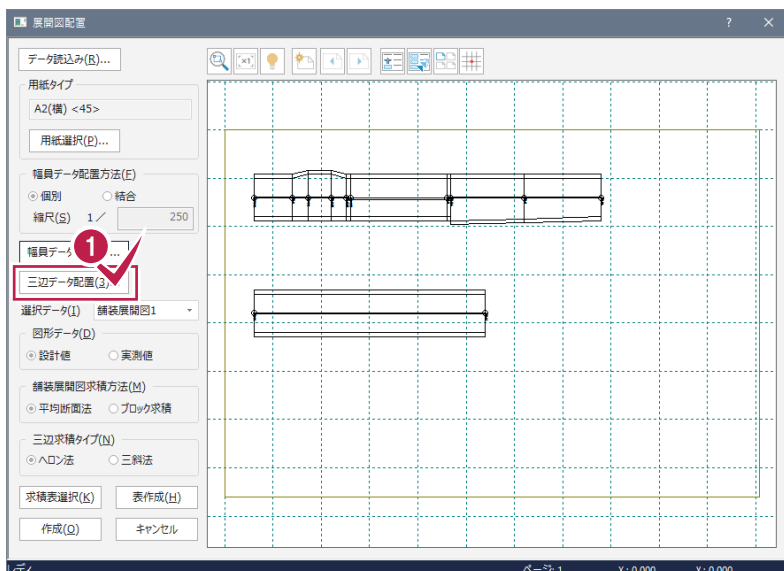 展開図配置
データ読込み(R)...
用紙タイプ
A2(横) <45>
用紙選択(P)...
幅員データ配置方法(F)
個別 結合
縮尺(S) 1／ 250
幅員データ ...
1
三辺データ配置(3)
選択データ(I) 舗装展開図1
図形データ(D)
設計値 実測値
舗装展開図求積方法(M)
平均断面法 ブロック求積
三辺求積タイプ(N)
ヘロン法 三斜法
求積表選択(K) 表作成(H)
作成(O) キャンセル
レディ ページ: 1 X : 0.000 Y : 0.000